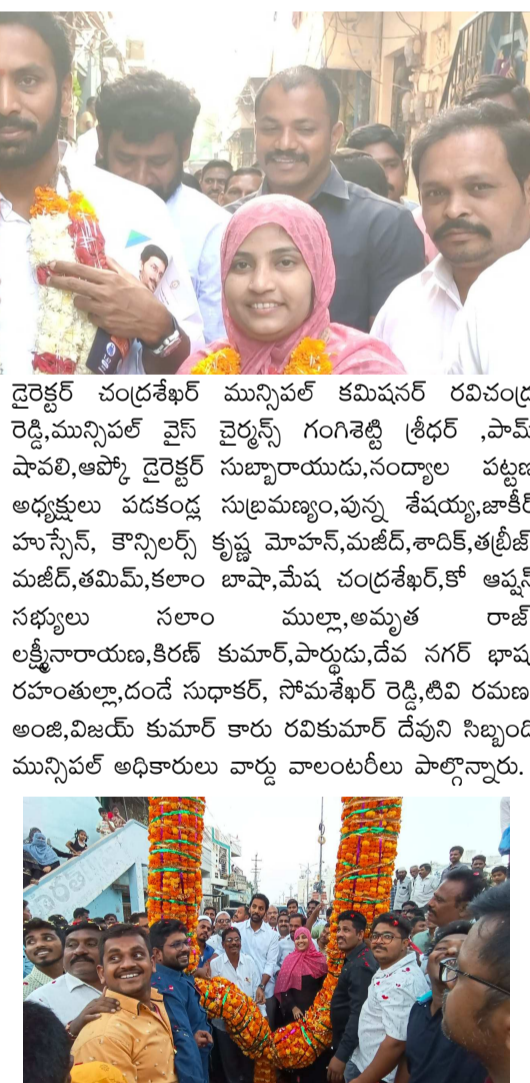 డైరెక్టర్ చంద్రశేఖర్ మున్సిపల్ కమిషనర్ రవిచంద్ర
రెడ్డి,మున్సిపల్ వైస్ చైర్మన్స్ గంగిశెట్టి శ్రీధర్ ,పామ్
షావలి,ఆప్కో డైరెక్టర్ సుబ్బారాయుడు,నంద్యాల పట్టణ
అధ్యక్షులు పడకండ్ల సుబ్రమణ్యం,పున్న శేషయ్య,జాకీర్
హుస్సేన్, కౌన్సిలర్స్ కృష్ణ మోహన్,మజీద్,శాదిక్,తబ్రీజ్
మజీద్,తమిమ్,కలాం బాషా,మేష చంద్రశేఖర్,కో ఆప్షన్
సభ్యులు సలాం ముల్లా,అమృత రాజ్
లక్ష్మీనారాయణ,కిరణ్ కుమార్,పార్థుడు,దేవ నగర్ భాష
రహంతుల్లా,దండే సుధాకర్, సోమశేఖర్ రెడ్డి,టివి రమణ
అంజి,విజయ్ కుమార్ కారు రవికుమార్ దేవుని సిబ్బంది
మున్సిపల్ అధికారులు వార్డు వాలంటరీలు పాల్గొన్నారు.